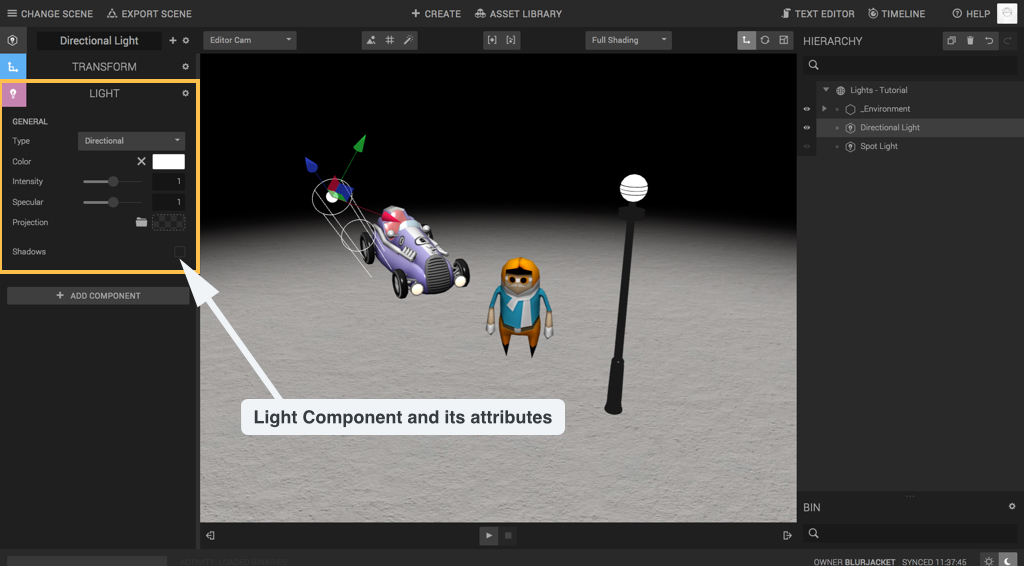 CHANGE SCENE
EXPORT SCENE
CREATE
ASSET LIBRARY
TEXT EDITOR
TIMELINE
HELP
Directional Light
Editor Cam
Full Shading
HIERARCHY
TRANSFORM
LIGHT
GENERAL
Type
Directional
Color
Intensity
1
Specular
1
Projection
Shadows
ADD COMPONENT
Light Component and its attributes
Lights - Tutorial
_Environment
Directional Light
Spot Light
BIN
OWNER BLURJACKET SYNCED 11:37:45